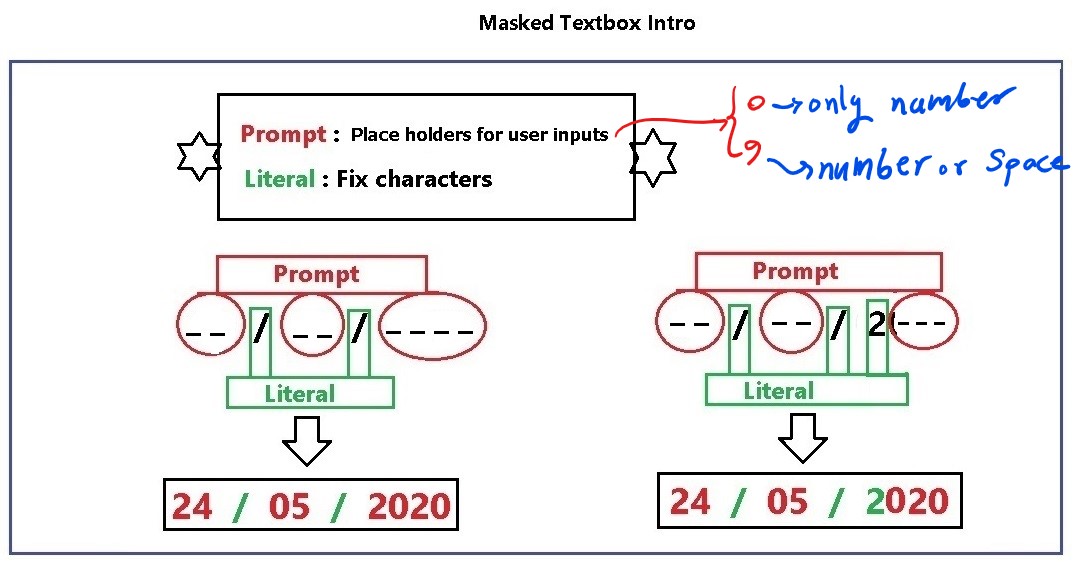 Masked Textbox Intro
Prompt : Place holders for user inputs
Literal : Fix characters
0 → only number
9 → number or space
Prompt
_ _ / _ _ / _ _ _ _
Literal
24 / 05 / 2020
Prompt
_ _ / _ _ / 2 _ _ _
Literal
24 / 05 / 2020